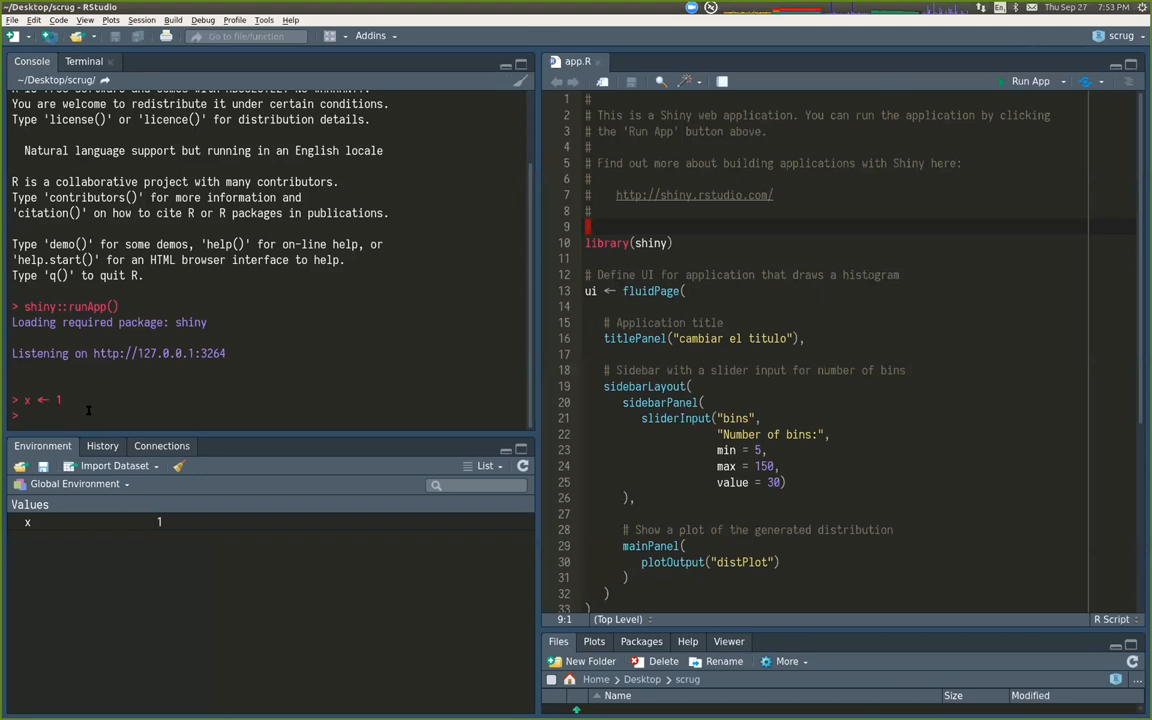 ~/Desktop/scrug - RStudio
En
Thu Sep 27
7:53 PM
File Edit Code View Plots Session Build Debug Profile Tools Help
Go to file/function
Addins
scrug
Console Terminal
~/Desktop/scrug/
You are welcome to redistribute it under certain conditions.
Type 'license()' or 'licence()' for distribution details.
Natural language support but running in an English locale
R is a collaborative project with many contributors.
Type 'contributors()' for more information and
'citation()' on how to cite R or R packages in publications.
Type 'demo()' for some demos, 'help()' for on-line help, or
'help.start()' for an HTML browser interface to help.
Type 'q()' to quit R.
> shiny::runApp()
Loading required package: shiny
Listening on http://127.0.0.1:3264
> x <- 1
>
Environment History Connections
Import Dataset
List
Global Environment
Values
x 1
app.R
Run App
1 #
2 # This is a Shiny web application. You can run the application by clicking
3 # the 'Run App' button above.
4 #
5 # Find out more about building applications with Shiny here:
6 #
7 # http://shiny.rstudio.com/
8 #
9
10 library(shiny)
11
12 # Define UI for application that draws a histogram
13 ui <- fluidPage(
14
15 # Application title
16 titlePanel("cambiar el titulo"),
17
18 # Sidebar with a slider input for number of bins
19 sidebarLayout(
20 sidebarPanel(
21 sliderInput("bins",
22 "Number of bins:",
23 min = 5,
24 max = 150,
25 value = 30)
26 ),
27
28 # Show a plot of the generated distribution
29 mainPanel(
30 plotOutput("distPlot")
31 )
32 )
33 )
9:1 (Top Level) R Script
Files Plots Packages Help Viewer
New Folder Delete Rename More
Home Desktop scrug
Name Size Modified